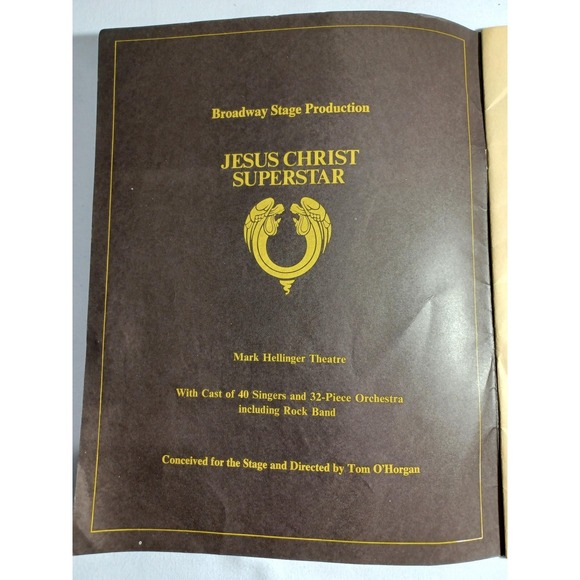 Broadway Stage Production
JESUS CHRIST
SUPERSTAR
Mark Hellinger Theatre
With Cast of 40 Singers and 32-Piece Orchestra
including Rock Band
Conceived for the Stage and Directed by Tom O'Horgan